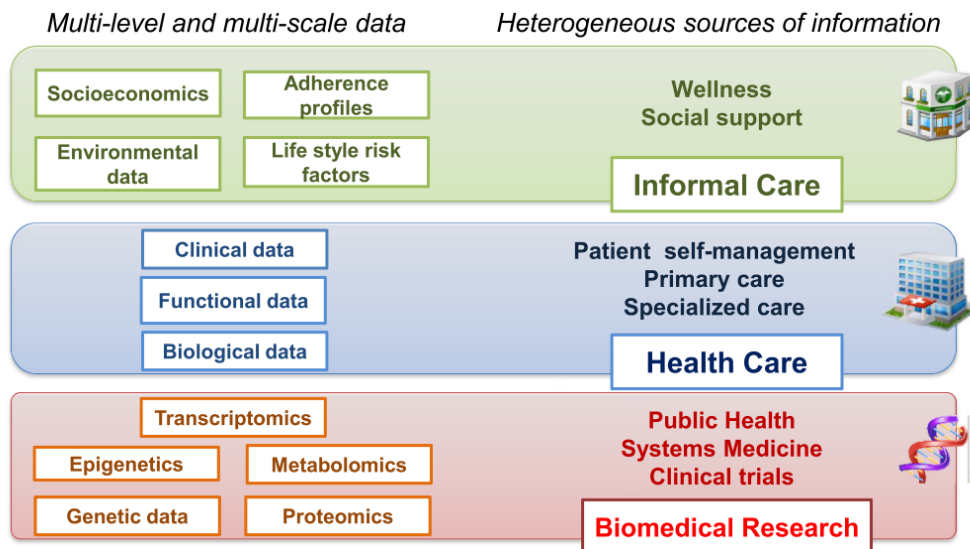 Multi-level and multi-scale data
Heterogeneous sources of information
Socioeconomics
Adherence
profiles
Environmental
data
Life style risk
factors
Wellness
Social support
Informal Care
Clinical data
Functional data
Biological data
Patient self-management
Primary care
Specialized care
Health Care
Transcriptomics
Epigenetics
Metabolomics
Genetic data
Proteomics
Public Health
Systems Medicine
Clinical trials
Biomedical Research